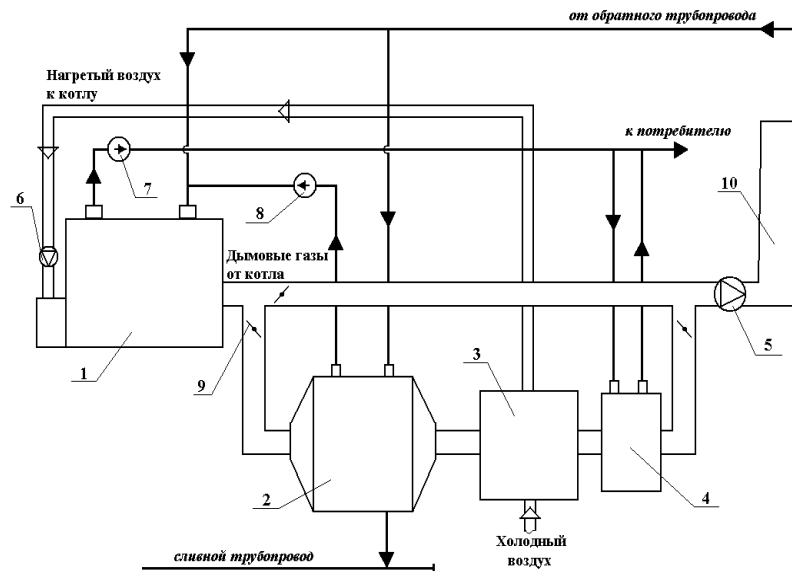 от обратного трубопровода
Нагретый воздух
к котлу
к потребителю
7
8
6
10
Дымовые газы
от котла
1
9
3
5
2
4
Холодный
воздух
сливной трубопровод